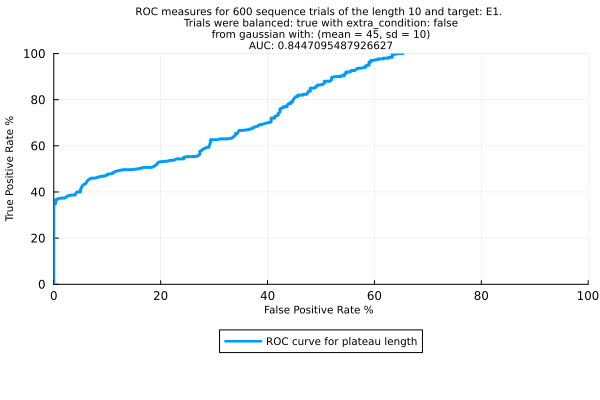 ROC measures for 600 sequence trials of the length 10 and target: E1.
Trials were balanced: true with extra_condition: false
from gaussian with: (mean = 45, sd = 10)
AUC: 0.8447095487926627
100
80
60
40
20
0
True Positive Rate %
0 20 40 60 80 100
False Positive Rate %
ROC curve for plateau length